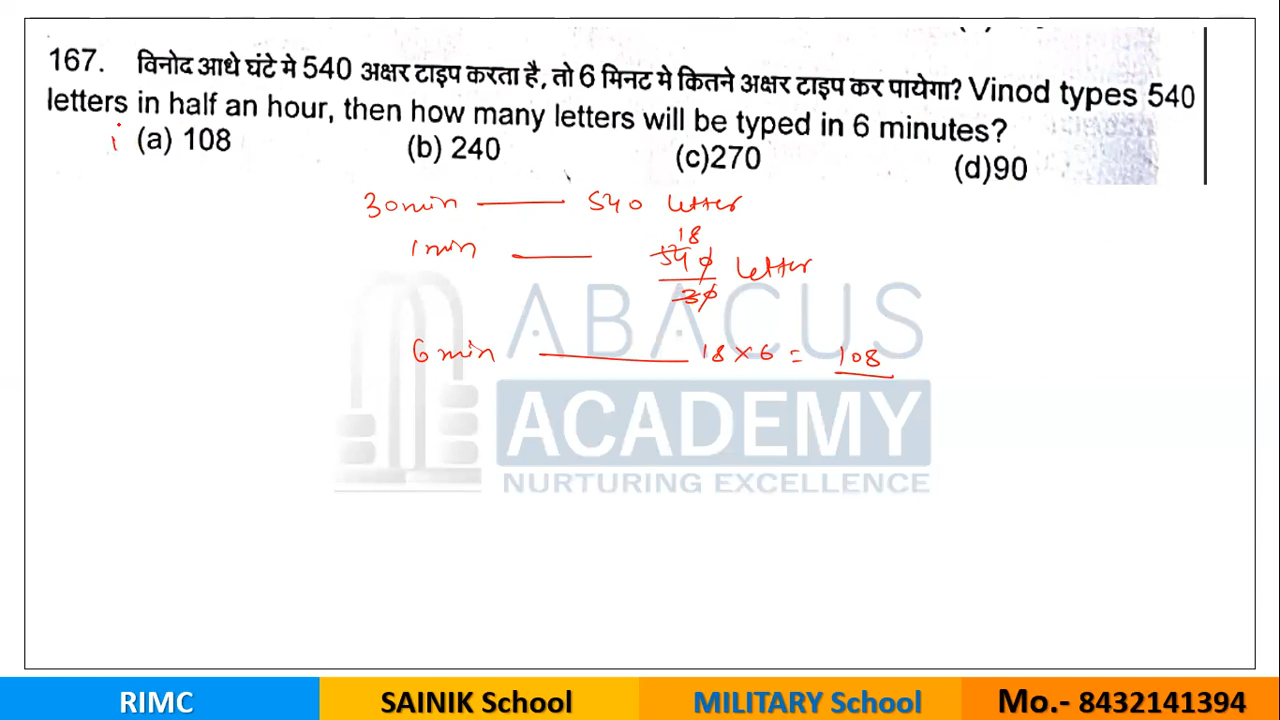 167. विनोद आधे घंटे मे 540 अक्षर टाइप करता है, तो 6 मिनट मे कितने अक्षर टाइप कर पायेगा? Vinod types 540
letters in half an hour, then how many letters will be typed in 6 minutes?
(a) 108 (b) 240 (c)270 (d)90
30min 540 letter
1min 540/30 letter
18
6min 18 × 6 = 108
ABACUS
ACADEMY
NURTURING EXCELLENCE
RIMC SAINIK School MILITARY School Mo.- 8432141394